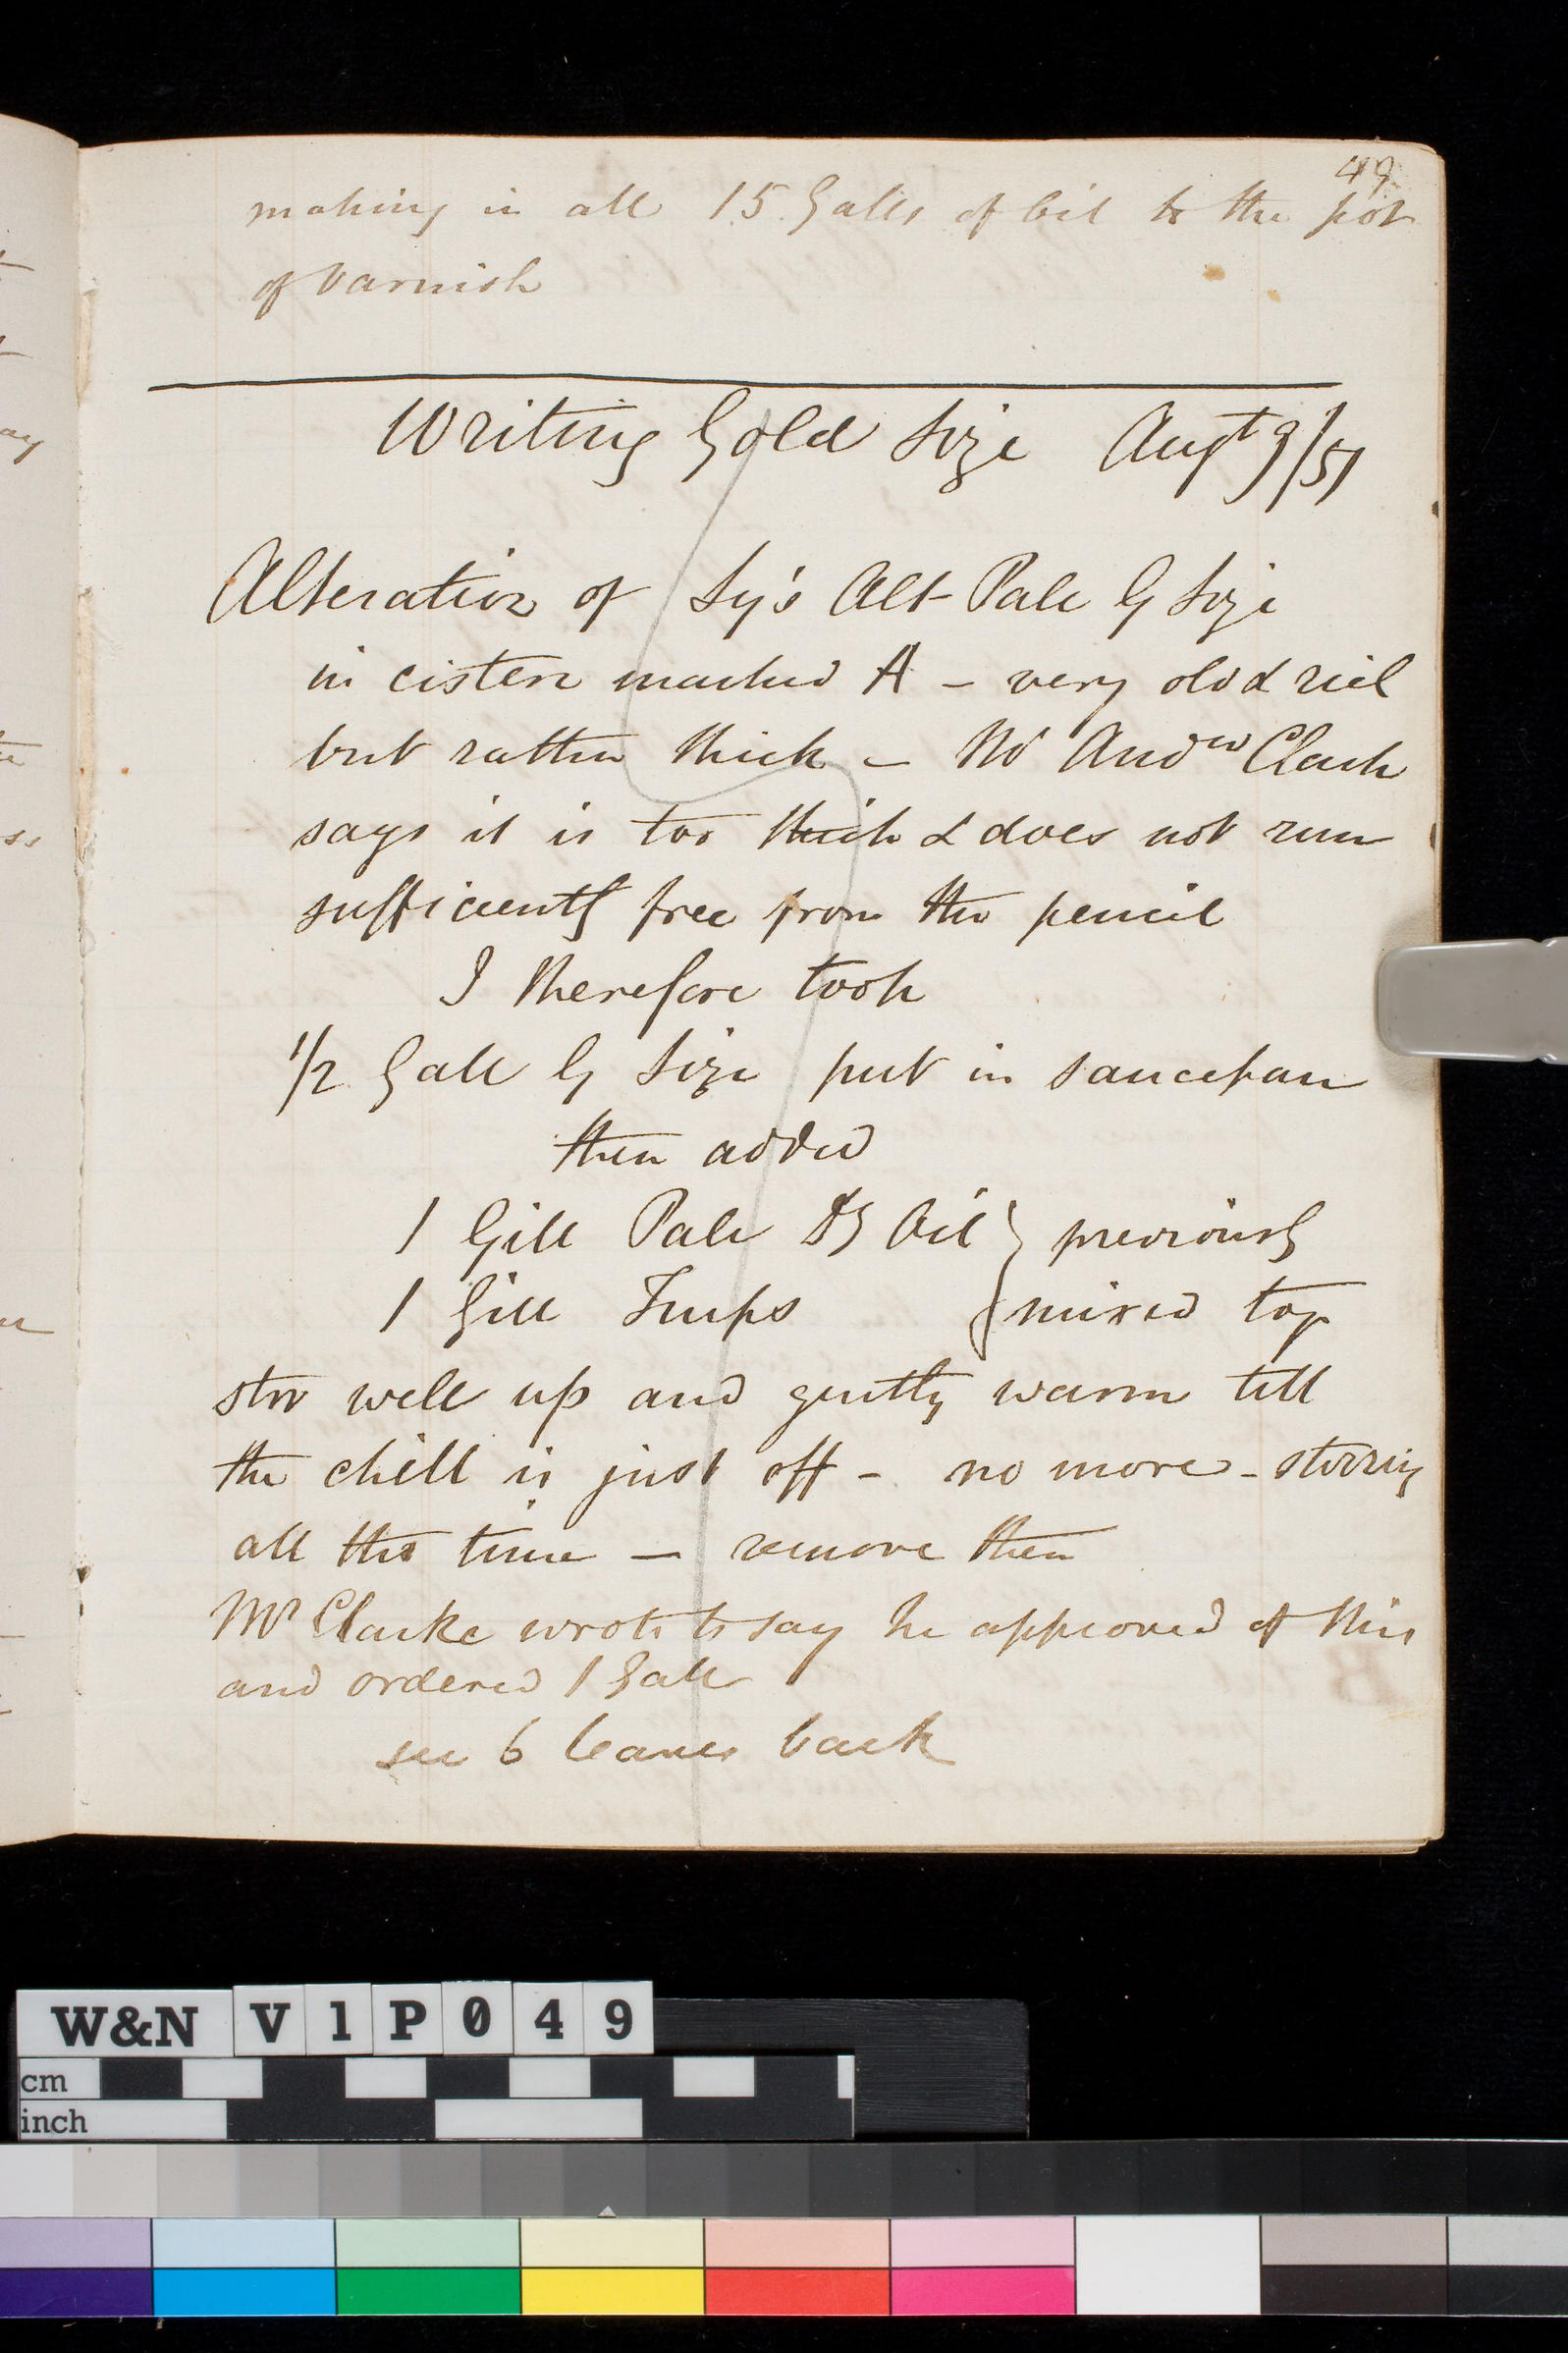 49
making in all 15 Galls of Oil to the pot
of Varnish
Writing Gold Size Augt 9/51
Alteration of Sy's Alt Pale G Size
in cistern marked A - very old & rich
but rather thick - Mr Andw Clark
says it is too thick & does not run
sufficiently free from the pencil
I therefore took
1/2 Gall G Size put in saucepan
then added
1 Gill Pale Dg Oil } previously
1 Gill Turps } mixed tog
stir well up and gently warm till
the chill is just off - no more - stirring
all the time - remove then
Mr Clarke wrote to say he approved of this
and ordered 1 Gall
see 6 leaves back
W&N V1P049
cm
inch